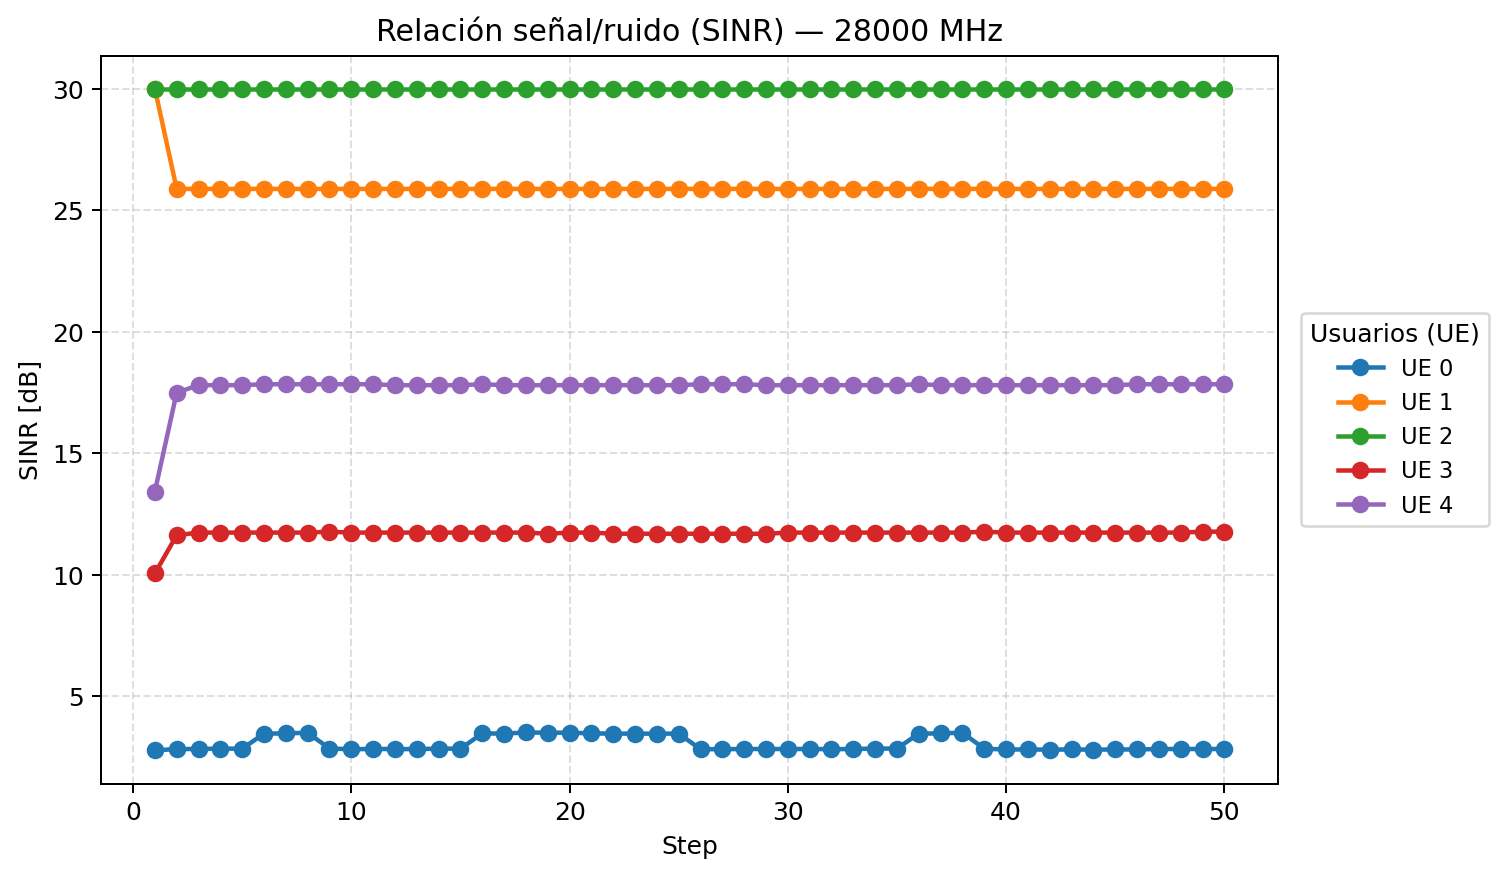 Relación señal/ruido (SINR) — 28000 MHz
SINR [dB]
30
25
20
15
10
5
0 10 20 30 40 50
Step
Usuarios (UE)
UE 0
UE 1
UE 2
UE 3
UE 4